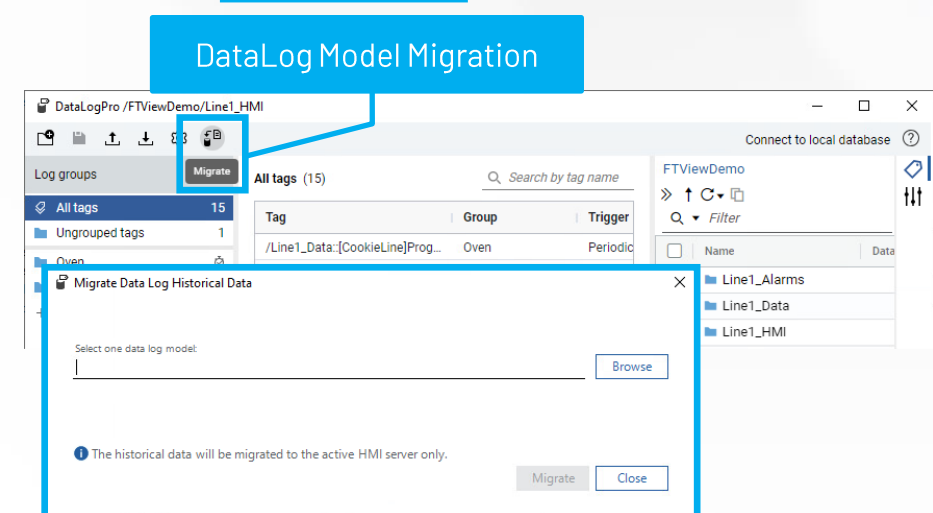 DataLog Model Migration
DataLogPro /FTViewDemo/Line1_HMI
Connect to local database
Log groups
Migrate
All tags (15)
Search by tag name
FTViewDemo
Filter
All tags 15
Ungrouped tags 1
Oven
Tag Group Trigger
/Line1_Data::[CookieLine]Prog... Oven Periodic
Name Data
Line1_Alarms
Line1_Data
Line1_HMI
Migrate Data Log Historical Data
Select one data log model:
Browse
The historical data will be migrated to the active HMI server only.
Migrate Close